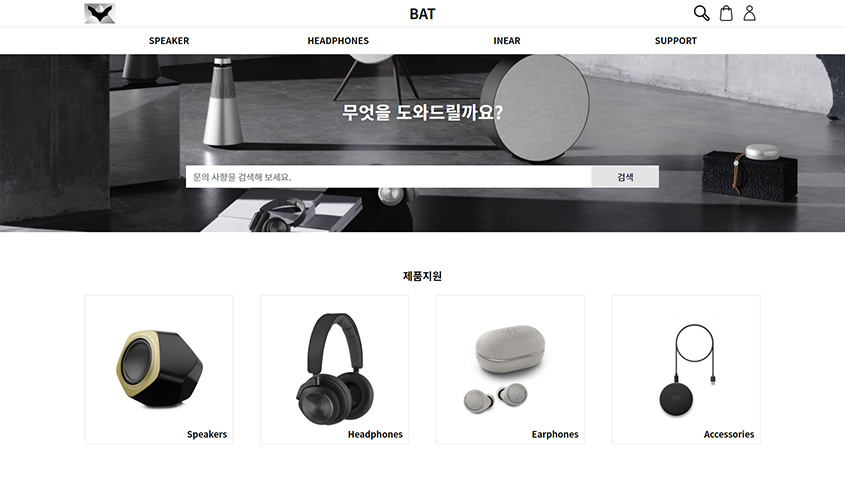 BAT
SPEAKER HEADPHONES INEAR SUPPORT
무엇을 도와드릴까요?
문의 사항을 검색해 보세요. 검색
제품지원
Speakers Headphones Earphones Accessories